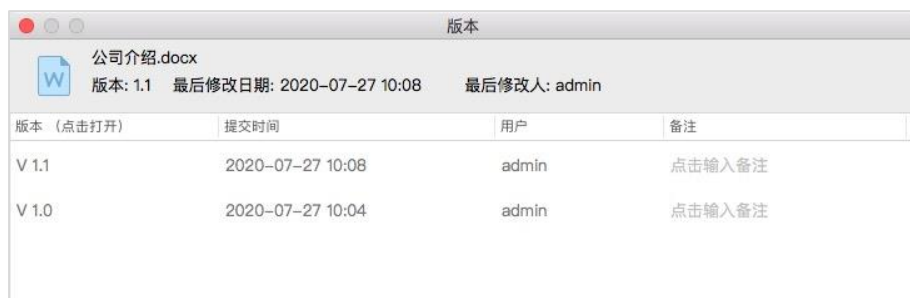 版本
公司介绍.docx
W
版本: 1.1 最后修改日期: 2020-07-27 10:08 最后修改人: admin
版本 （点击打开） 提交时间 用户 备注
V 1.1 2020-07-27 10:08 admin 点击输入备注
V 1.0 2020-07-27 10:04 admin 点击输入备注